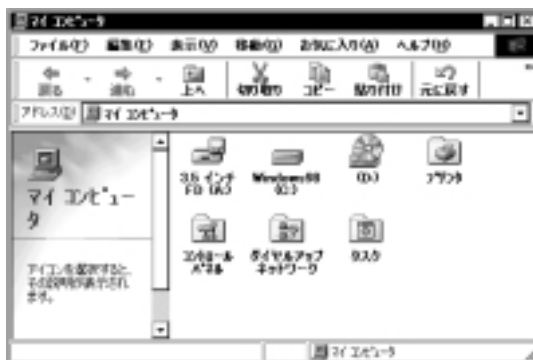 マイ コンピュータ
ファイル(F) 編集(E) 表示(V) 移動(G) お気に入り(A) ヘルプ(H)
戻る 進む 上へ 切り取り コピー 貼り付け 元に戻す
アドレス(D) マイ コンピュータ
マイ コンピュー
タ
アイコンを選択すると、
その説明が表示され
ます。
3.5 インチ
FD (A:)
Windows98
(C:)
(D:)
プリンタ
コントロール
パネル
ダイヤルアップ
ネットワーク
タスク
マイ コンピュータ